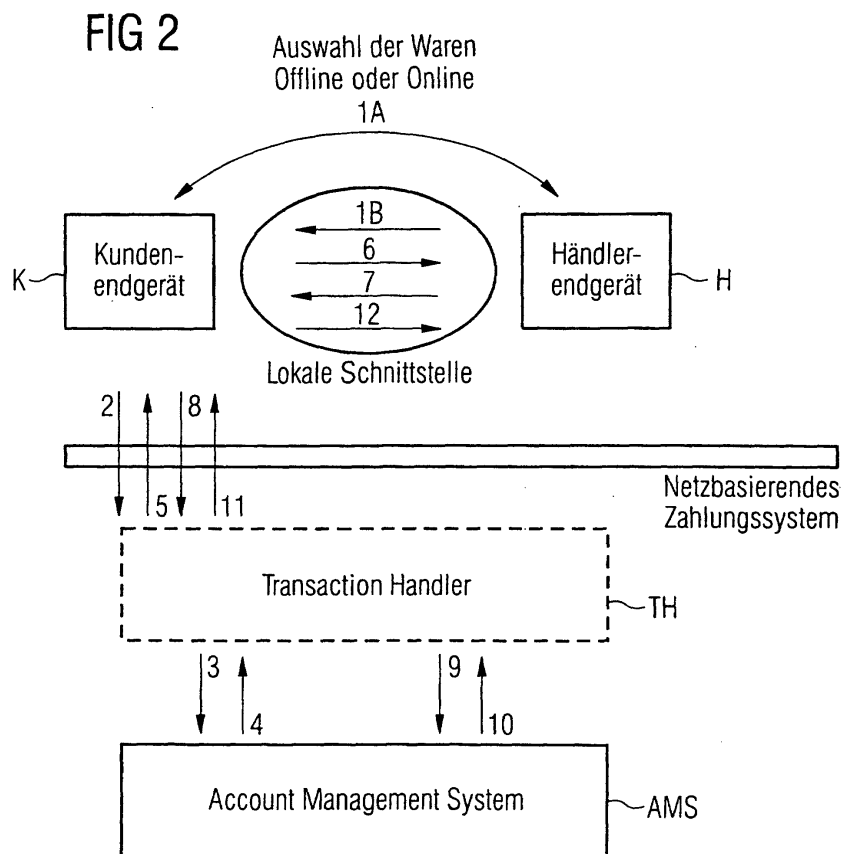 FIG 2
Auswahl der Waren
Offline oder Online
1A
K
Kunden-
endgerät
1B
6
7
12
Händler-
endgerät
H
Lokale Schnittstelle
2
8
5
11
Netzbasierendes
Zahlungssystem
Transaction Handler
TH
3
9
4
10
Account Management System
AMS